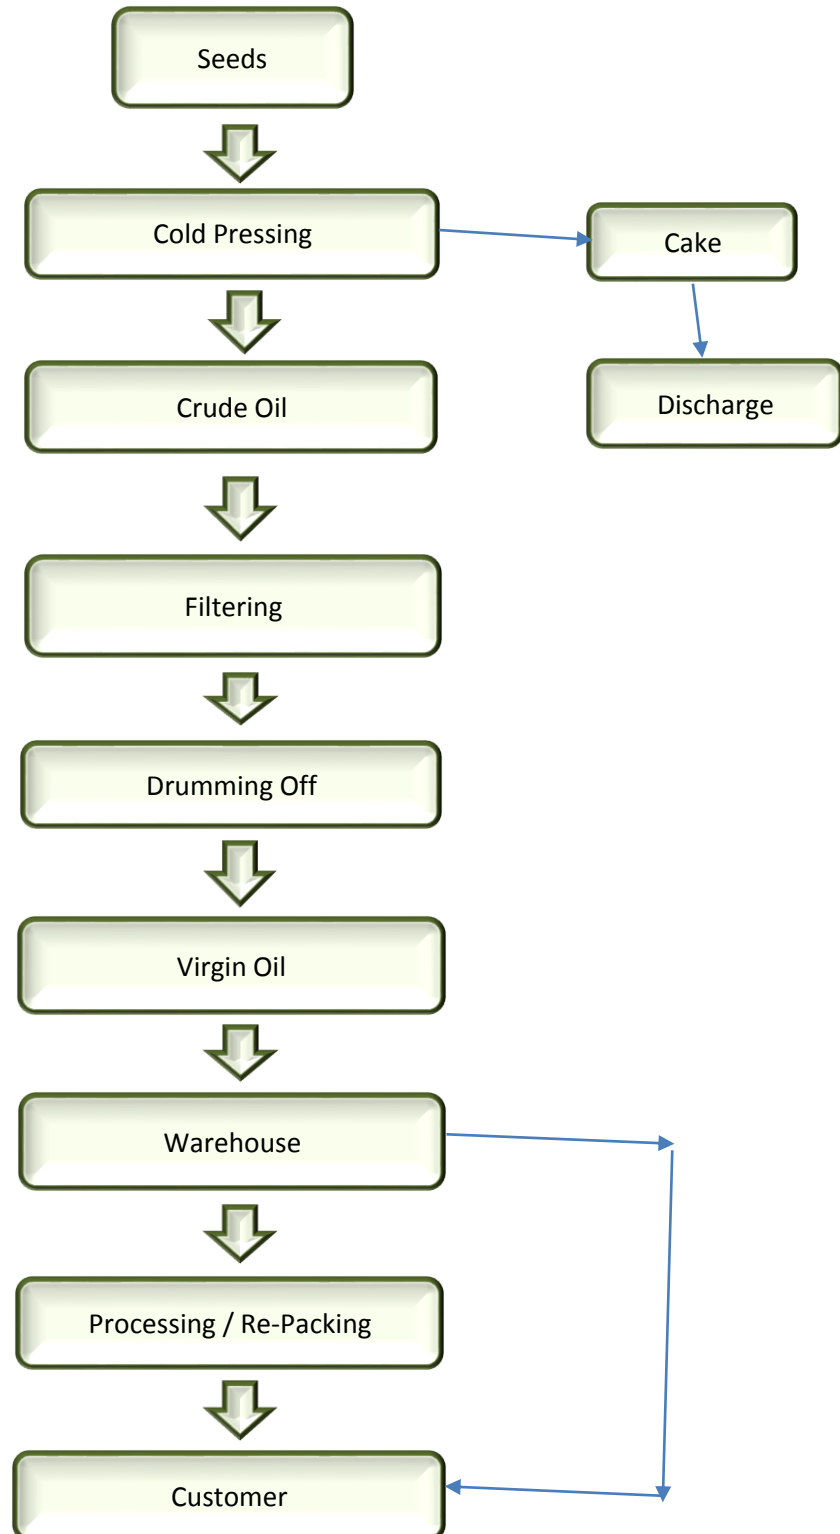 Seeds
Cold Pressing
Cake
Crude Oil
Discharge
Filtering
Drumming Off
Virgin Oil
Warehouse
Processing / Re-Packing
Customer